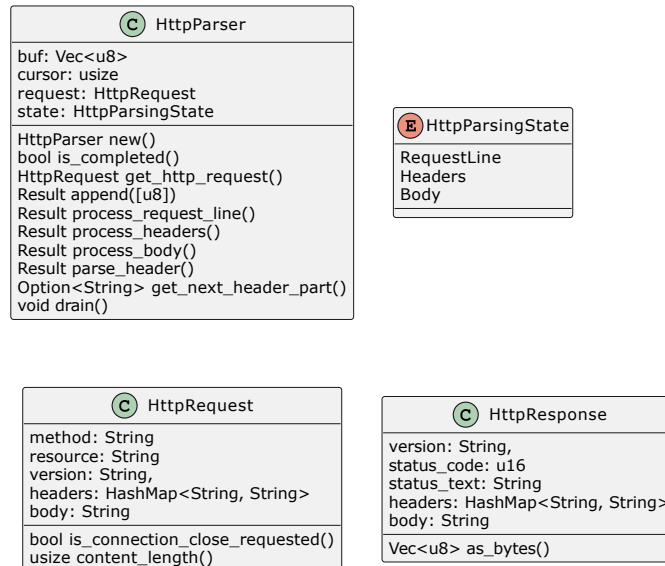 C HttpParser
buf: Vec<u8>
cursor: usize
request: HttpRequest
state: HttpParsingState
HttpParser new()
bool is_completed()
HttpRequest get_http_request()
Result append([u8])
Result process_request_line()
Result process_headers()
Result process_body()
Result parse_header()
Option<String> get_next_header_part()
void drain()
E HttpParsingState
RequestLine
Headers
Body
C HttpRequest
method: String
resource: String
version: String,
headers: HashMap<String, String>
body: String
bool is_connection_close_requested()
usize content_length()
C HttpResponse
version: String,
status_code: u16
status_text: String
headers: HashMap<String, String>
body: String
Vec<u8> as_bytes()